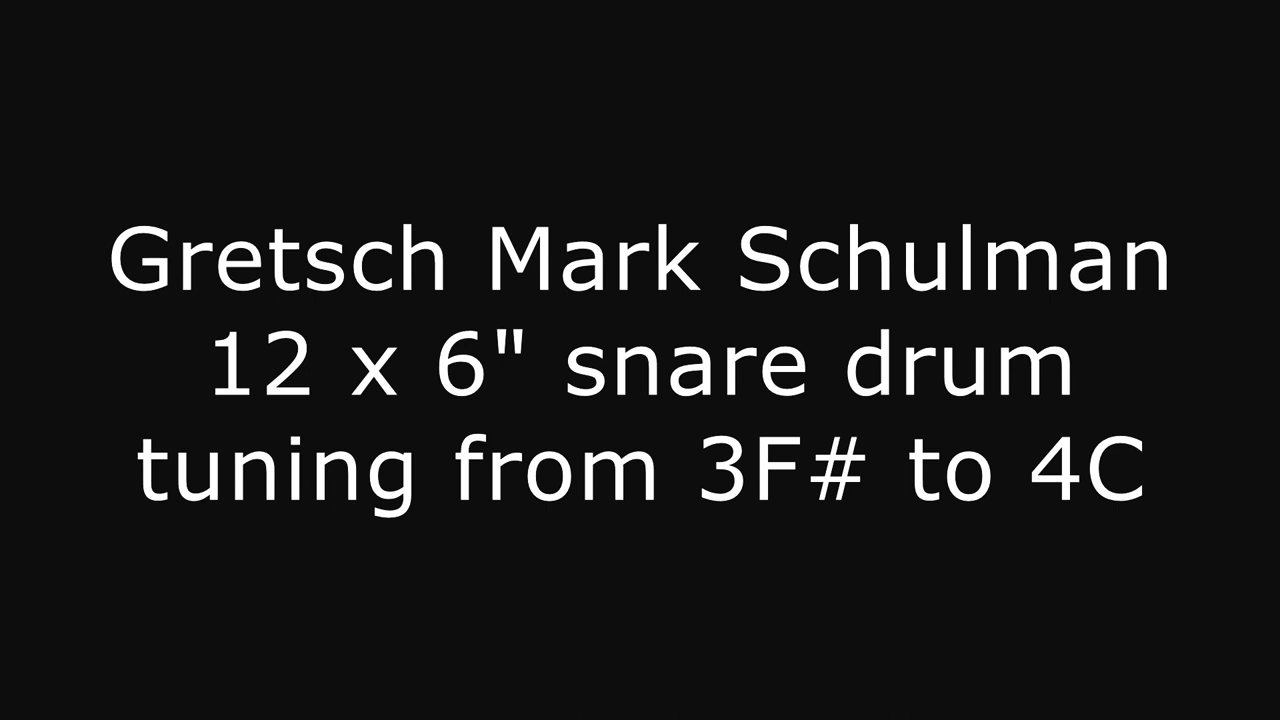 Gretsch Mark Schulman
12 x 6" snare drum
tuning from 3F# to 4C